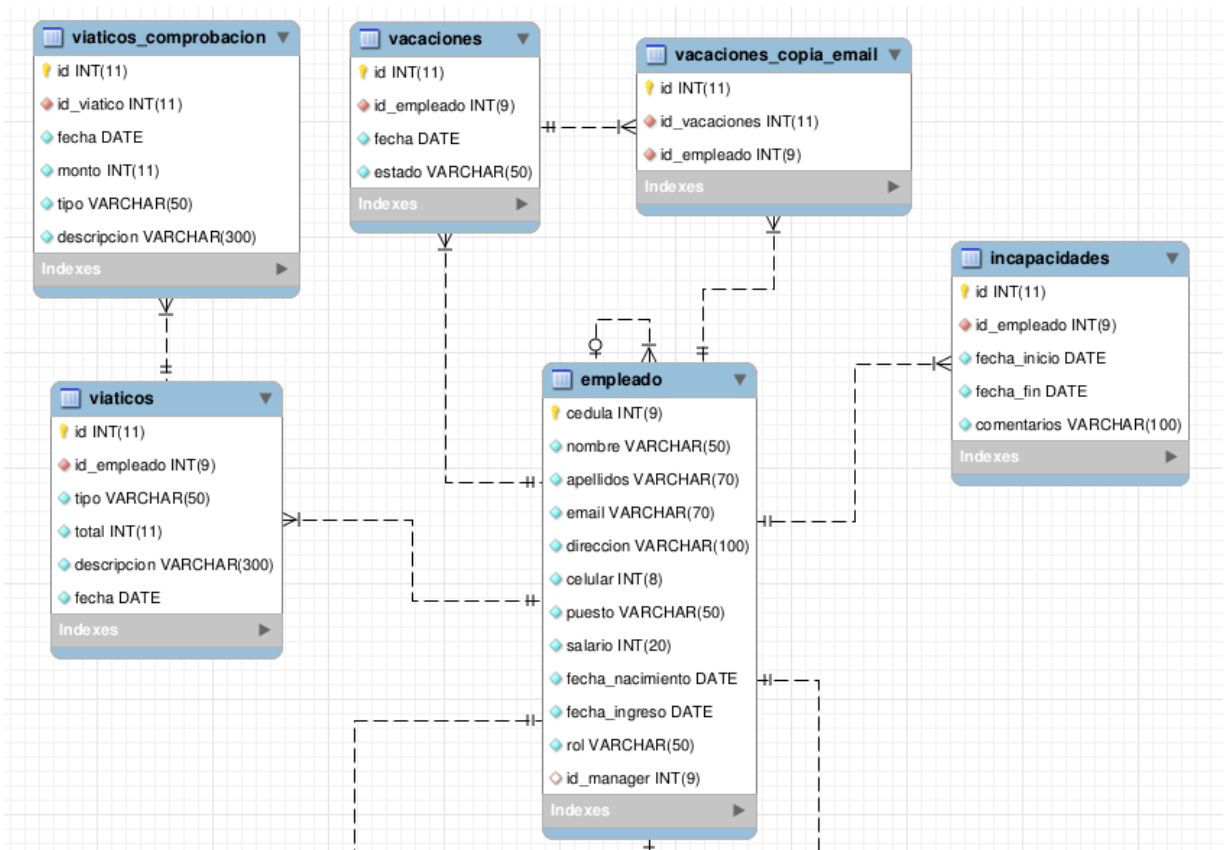 viaticos_comprobacion
id INT(11)
id_viatico INT(11)
fecha DATE
monto INT(11)
tipo VARCHAR(50)
descripcion VARCHAR(300)
Indexes
vacaciones
id INT(11)
id_empleado INT(9)
fecha DATE
estado VARCHAR(50)
Indexes
vacaciones_copia_email
id INT(11)
id_vacaciones INT(11)
id_empleado INT(9)
Indexes
incapacidades
id INT(11)
id_empleado INT(9)
fecha_inicio DATE
fecha_fin DATE
comentarios VARCHAR(100)
Indexes
viaticos
id INT(11)
id_empleado INT(9)
tipo VARCHAR(50)
total INT(11)
descripcion VARCHAR(300)
fecha DATE
Indexes
empleado
cedula INT(9)
nombre VARCHAR(50)
apellidos VARCHAR(70)
email VARCHAR(70)
direccion VARCHAR(100)
celular INT(8)
puesto VARCHAR(50)
salario INT(20)
fecha_nacimiento DATE
fecha_ingreso DATE
rol VARCHAR(50)
id_manager INT(9)
Indexes